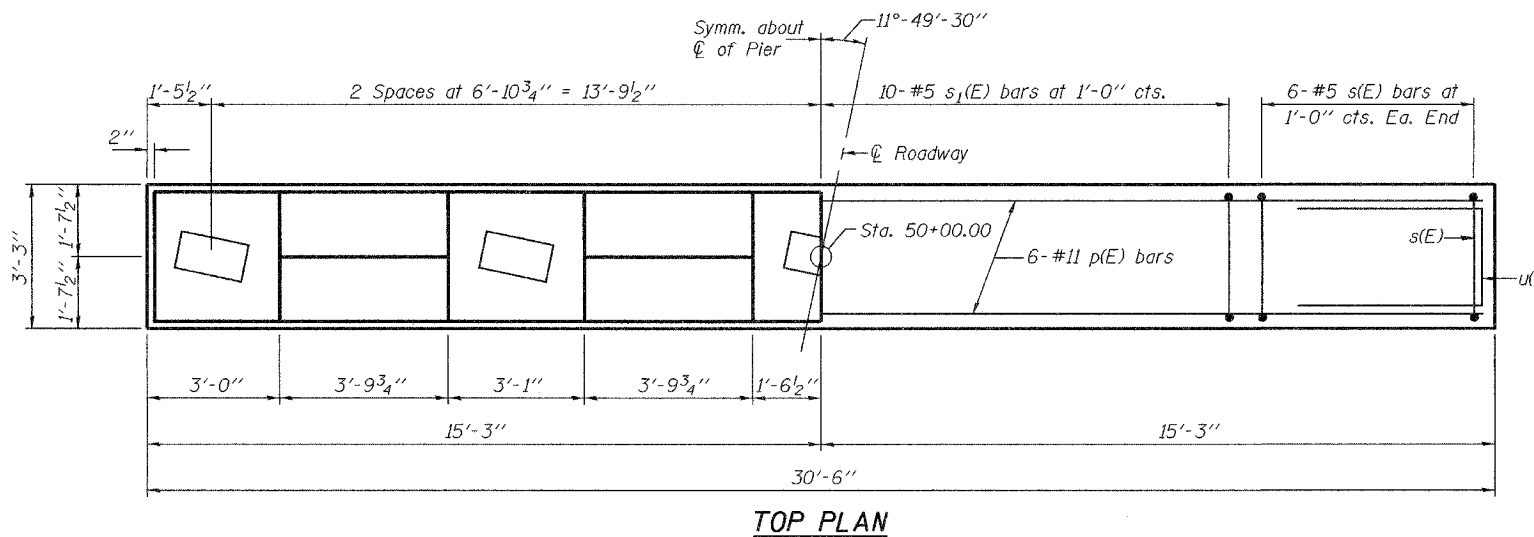 Symm. about
℄ of Pier
11°-49'-30"
1'-5½"
2 Spaces at 6'-10¾" = 13'-9½"
10-#5 s₁(E) bars at 1'-0" cts.
6-#5 s(E) bars at
1'-0" cts. Ea. End
2"
℄ Roadway
3'-3"
1'-7½"
1'-7½"
Sta. 50+00.00
6-#11 p(E) bars
s(E)
u(
3'-0"
3'-9¾"
3'-1"
3'-9¾"
1'-6½"
15'-3"
15'-3"
30'-6"
TOP PLAN